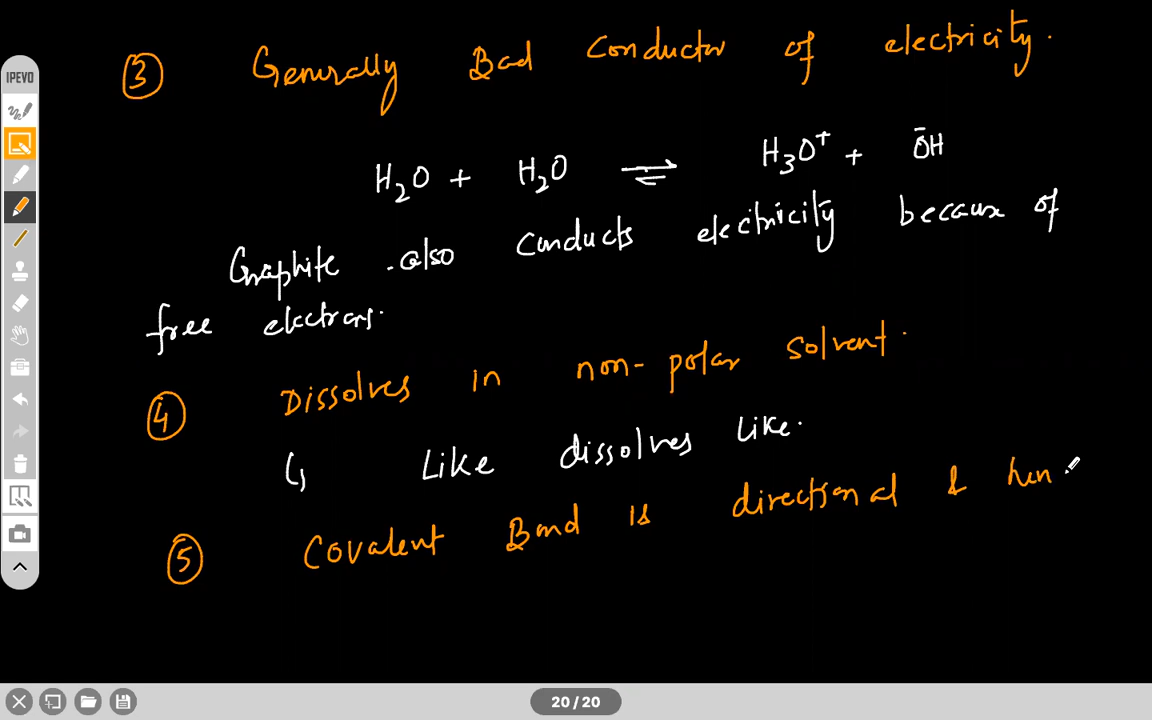 ③ Generally Bad Conductor of electricity.
H₂O + H₂O ⇌ H₃O⁺ + ŌH
Graphite also conducts electricity because of
free electrons.
④ Dissolves in non-polar solvent.
↳ Like dissolves like.
⑤ Covalent Bond is directional & hen
IPEVO
20 / 20